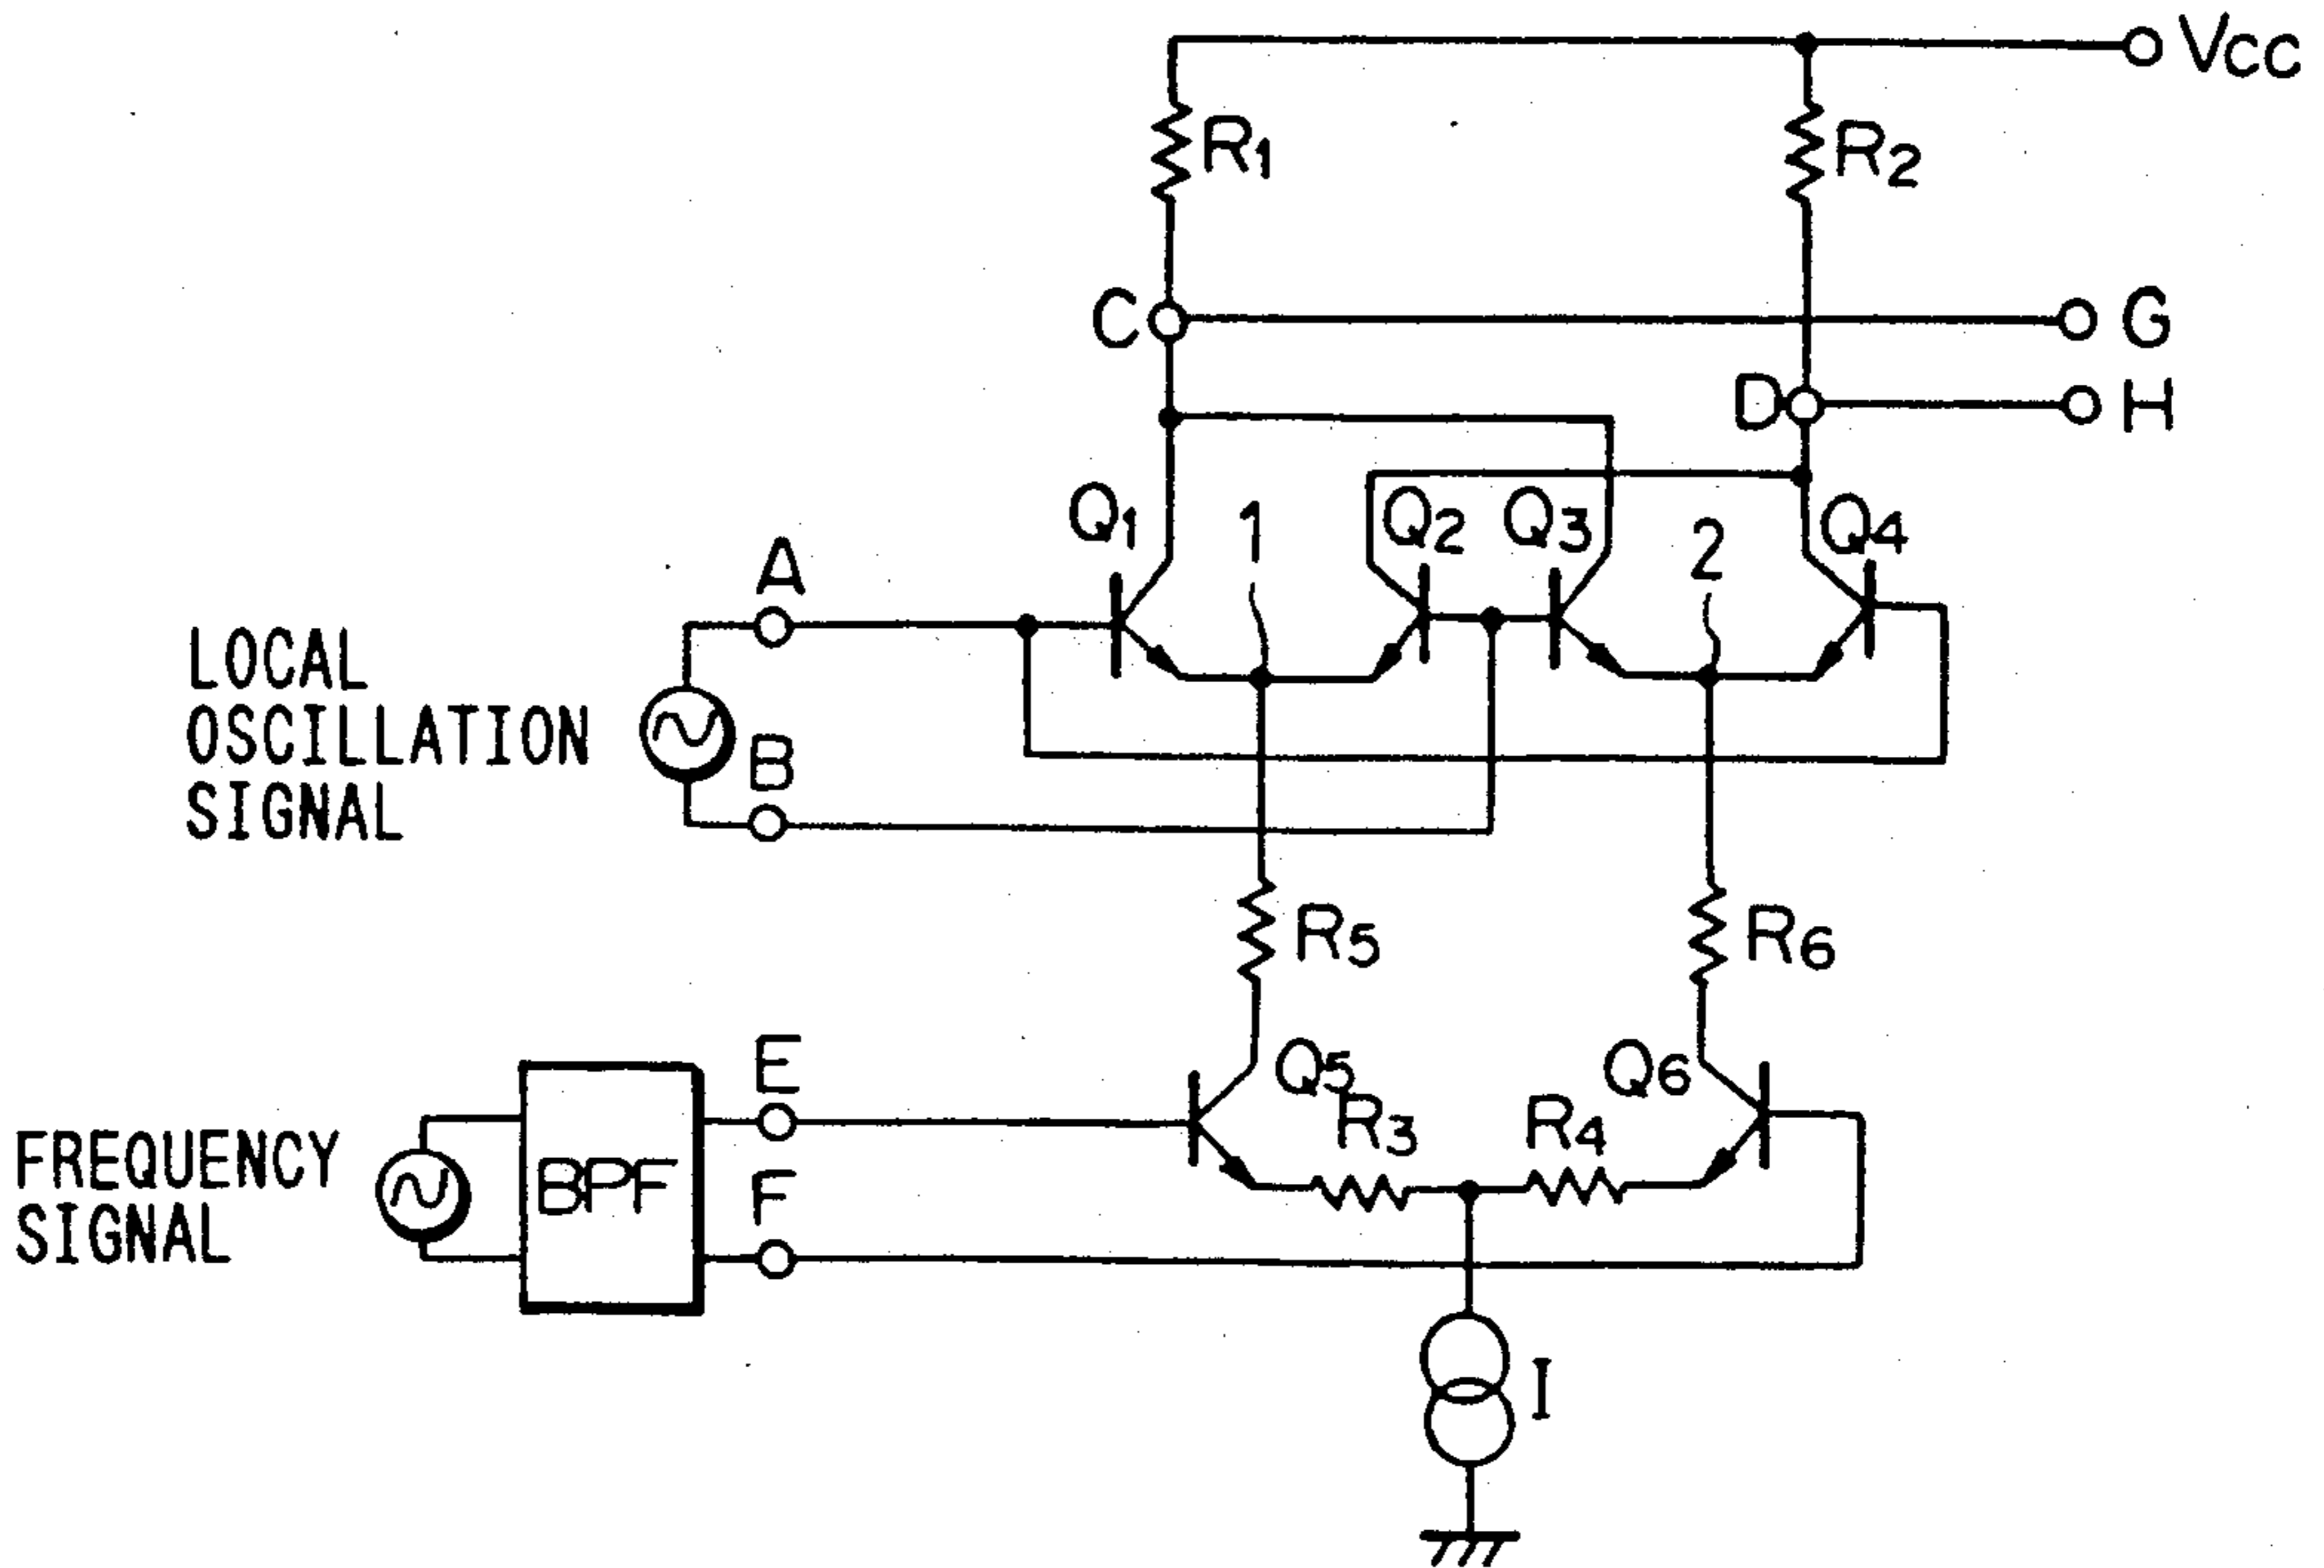 Vcc
R1
R2
C
G
D
H
Q1
1
Q2
Q3
2
Q4
A
LOCAL
OSCILLATION
SIGNAL
B
R5
R6
E
Q5
Q6
R3
R4
FREQUENCY
SIGNAL
BPF
F
I